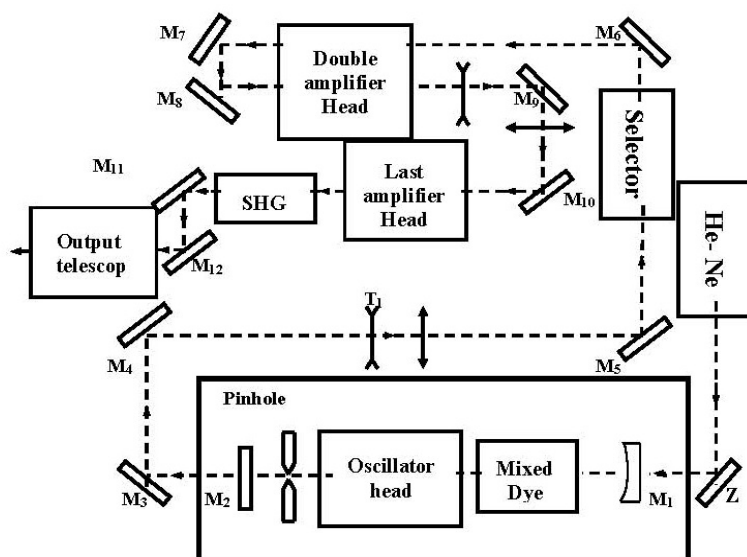 M7
M6
Double
amplifier
Head
M8
M9
Selector
Last
amplifier
Head
M10
M11
SHG
He- Ne
Output
telescop
M12
T1
M4
M5
Pinhole
Oscillator
head
Mixed
Dye
M3
M2
M1
Z